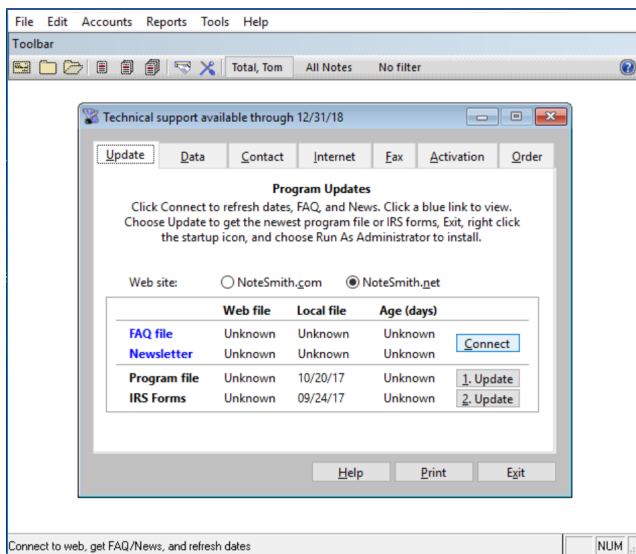 File Edit Accounts Reports Tools Help
Toolbar
Total, Tom All Notes No filter
Technical support available through 12/31/18
Update Data Contact Internet Fax Activation Order
Program Updates
Click Connect to refresh dates, FAQ, and News. Click a blue link to view.
Choose Update to get the newest program file or IRS forms, Exit, right click
the startup icon, and choose Run As Administrator to install.
Web site: NoteSmith.com NoteSmith.net
Web file Local file Age (days)
FAQ file Unknown Unknown Unknown
Connect
Newsletter Unknown Unknown Unknown
Program file Unknown 10/20/17 Unknown 1. Update
IRS Forms Unknown 09/24/17 Unknown 2. Update
Help Print Exit
Connect to web, get FAQ/News, and refresh dates NUM